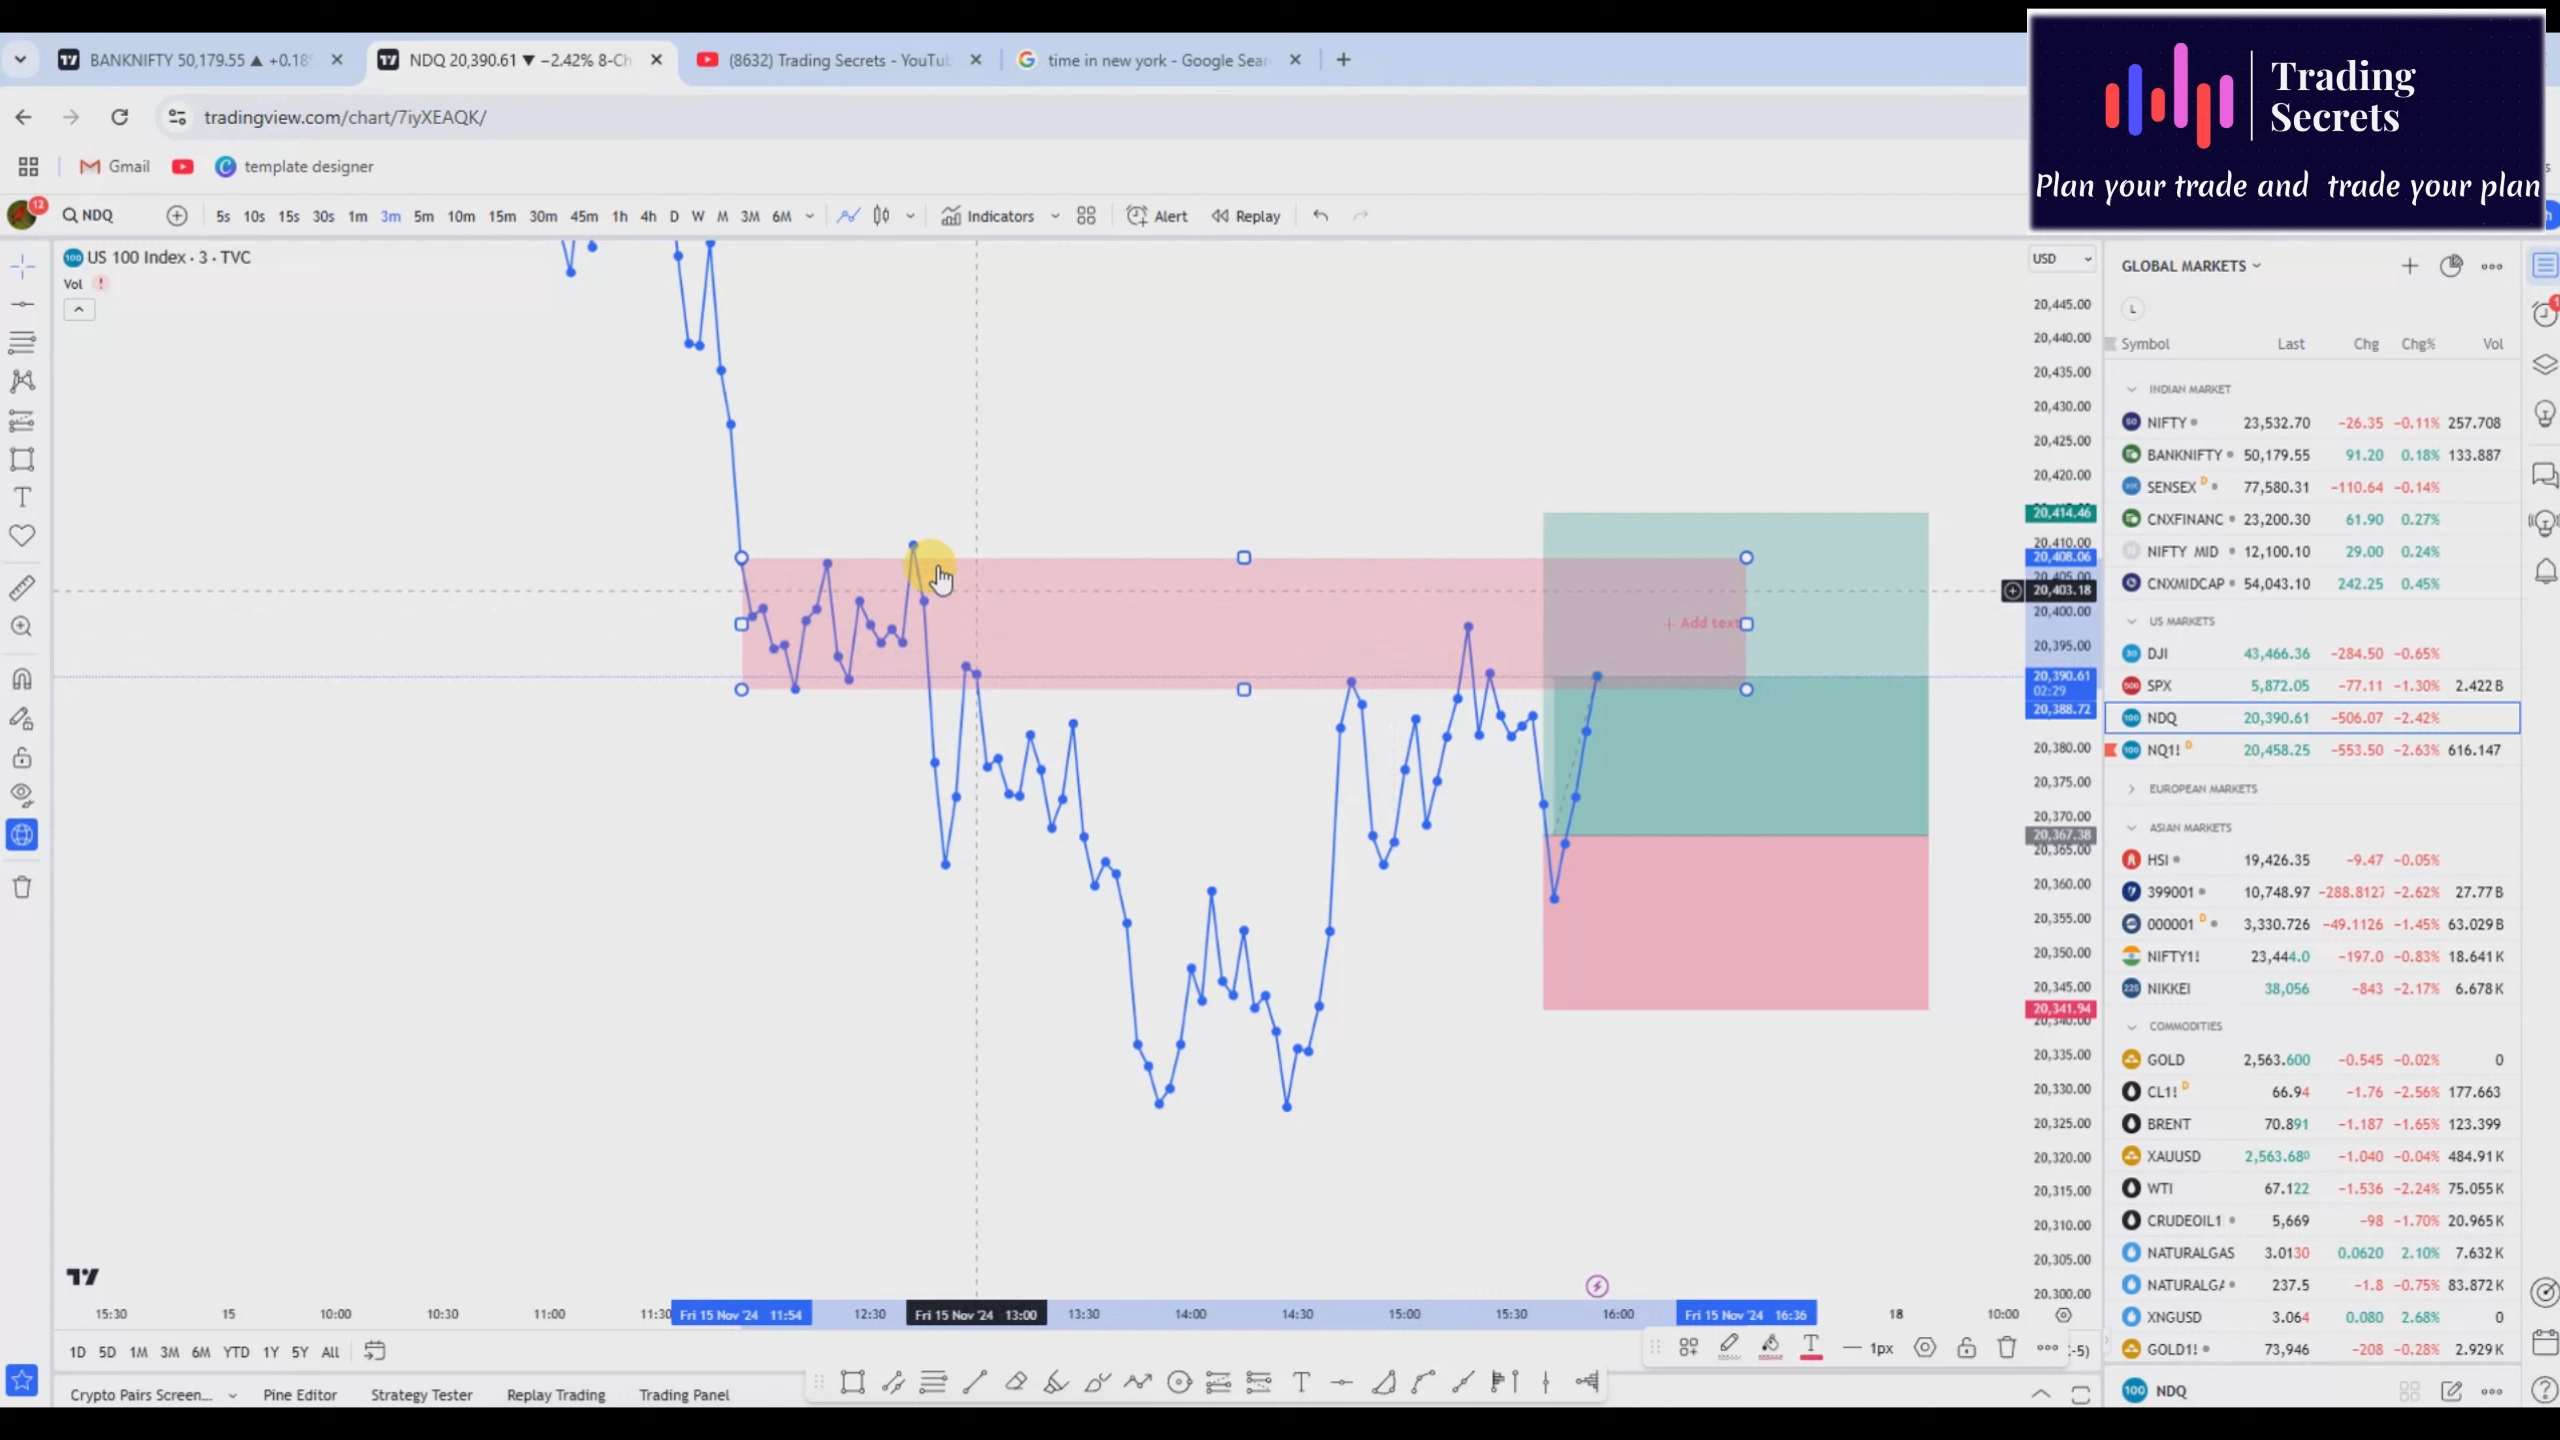 BANKNIFTY 50,179.55 ▲ +0.18
NDQ 20,390.61 ▼ −2.42% 8-Ch
(8632) Trading Secrets - YouTub
time in new york - Google Sear
Trading
Secrets
Plan your trade and trade your plan
tradingview.com/chart/7iyXEAQK/
Gmail
template designer
12
NDQ
5s 10s 15s 30s 1m 3m 5m 10m 15m 30m 45m 1h 4h D W M 3M 6M
Indicators
Alert
Replay
100 US 100 Index · 3 · TVC
Vol !
USD
20,445.00
20,440.00
20,435.00
20,430.00
20,425.00
20,420.00
20,414.46
20,410.00
20,408.06
20,405.00
20,403.18
20,400.00
20,395.00
20,390.61
02:29
20,388.72
20,380.00
20,375.00
20,370.00
20,367.38
20,365.00
20,360.00
20,355.00
20,350.00
20,345.00
20,341.94
20,340.00
20,335.00
20,330.00
20,325.00
20,320.00
20,315.00
20,310.00
20,305.00
20,300.00
+ Add text
15:30 15 10:00 10:30 11:00 11:30 Fri 15 Nov '24 11:54 12:30 Fri 15 Nov '24 13:00 13:30 14:00 14:30 15:00 15:30 16:00 Fri 15 Nov '24 16:36 18 10:00
1D 5D 1M 3M 6M YTD 1Y 5Y All
1px
-5)
Crypto Pairs Screen... Pine Editor Strategy Tester Replay Trading Trading Panel
GLOBAL MARKETS
L
Symbol Last Chg Chg% Vol
INDIAN MARKET
NIFTY 23,532.70 −26.35 −0.11% 257.708
BANKNIFTY 50,179.55 91.20 0.18% 133.887
SENSEX D 77,580.31 −110.64 −0.14%
CNXFINANC 23,200.30 61.90 0.27%
NIFTY MID 12,100.10 29.00 0.24%
CNXMIDCAP 54,043.10 242.25 0.45%
US MARKETS
DJI 43,466.36 −284.50 −0.65%
SPX 5,872.05 −77.11 −1.30% 2.422 B
NDQ 20,390.61 −506.07 −2.42%
NQ1! D 20,458.25 −553.50 −2.63% 616.147
EUROPEAN MARKETS
ASIAN MARKETS
HSI 19,426.35 −9.47 −0.05%
399001 10,748.97 −288.8127 −2.62% 27.77 B
000001 D 3,330.726 −49.1126 −1.45% 63.029 B
NIFTY1! 23,444.0 −197.0 −0.83% 18.641 K
NIKKEI 38,056 −843 −2.17% 6.678 K
COMMODITIES
GOLD 2,563.600 −0.545 −0.02% 0
CL1! D 66.94 −1.76 −2.56% 177.663
BRENT 70.891 −1.187 −1.65% 123.399
XAUUSD 2,563.680 −1.040 −0.04% 484.91 K
WTI 67.122 −1.536 −2.24% 75.055 K
CRUDEOIL1 5,669 −98 −1.70% 20.965 K
NATURALGAS 3.0130 0.0620 2.10% 7.632 K
NATURALGA 237.5 −1.8 −0.75% 83.872 K
XNGUSD 3.064 0.080 2.68% 0
GOLD1! 73,946 −208 −0.28% 2.929 K
100 NDQ